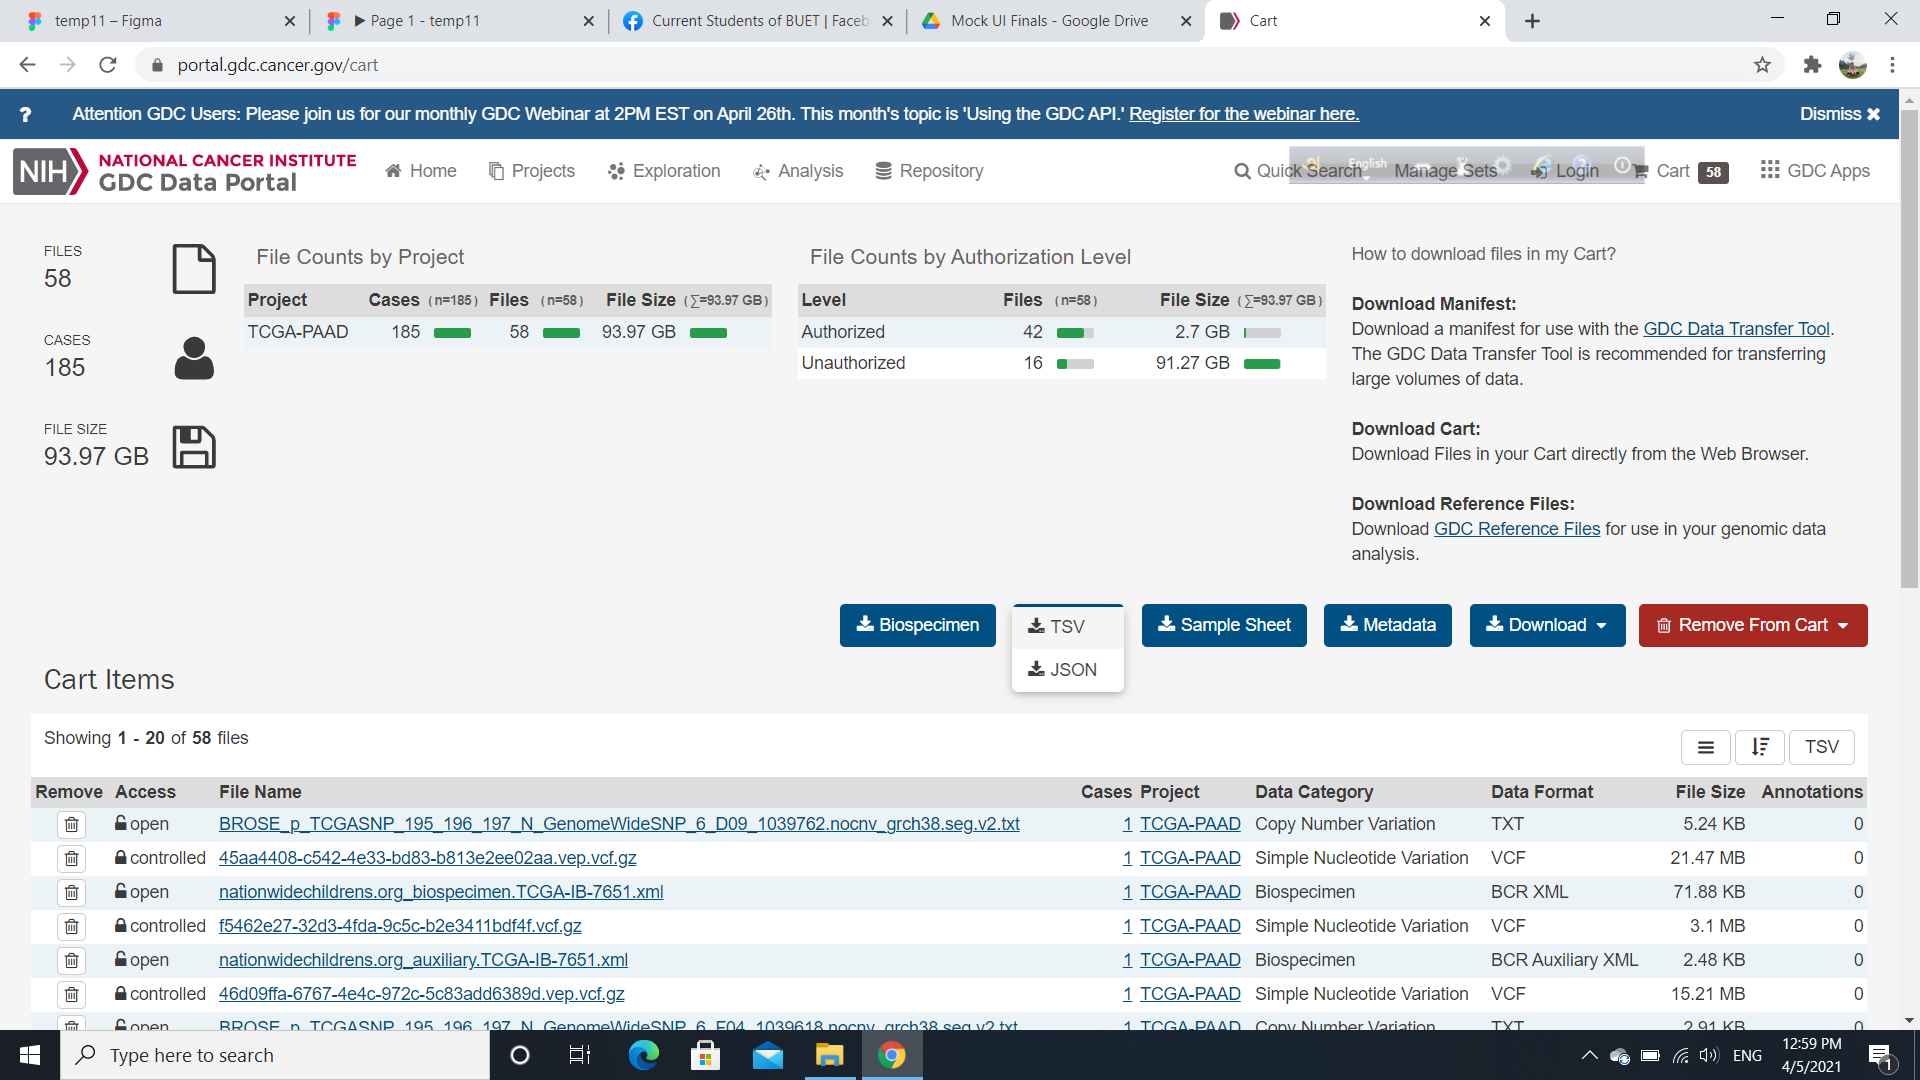 temp11 – Figma
▶ Page 1 - temp11
Current Students of BUET | Faceb
Mock UI Finals - Google Drive
Cart
portal.gdc.cancer.gov/cart
? Attention GDC Users: Please join us for our monthly GDC Webinar at 2PM EST on April 26th. This month's topic is 'Using the GDC API.' Register for the webinar here. Dismiss ✖
NIH NATIONAL CANCER INSTITUTE
GDC Data Portal
Home Projects Exploration Analysis Repository Quick Search Manage Sets Login Cart 58 GDC Apps
English
FILES
58
CASES
185
FILE SIZE
93.97 GB
File Counts by Project
Project Cases (n=185) Files (n=58) File Size (∑=93.97 GB)
TCGA-PAAD 185 58 93.97 GB
File Counts by Authorization Level
Level Files (n=58) File Size (∑=93.97 GB)
Authorized 42 2.7 GB
Unauthorized 16 91.27 GB
How to download files in my Cart?
Download Manifest:
Download a manifest for use with the GDC Data Transfer Tool.
The GDC Data Transfer Tool is recommended for transferring
large volumes of data.
Download Cart:
Download Files in your Cart directly from the Web Browser.
Download Reference Files:
Download GDC Reference Files for use in your genomic data
analysis.
Biospecimen TSV Sample Sheet Metadata Download Remove From Cart
JSON
Cart Items
Showing 1 - 20 of 58 files
TSV
Remove Access File Name Cases Project Data Category Data Format File Size Annotations
open BROSE_p_TCGASNP_195_196_197_N_GenomeWideSNP_6_D09_1039762.nocnv_grch38.seg.v2.txt 1 TCGA-PAAD Copy Number Variation TXT 5.24 KB 0
controlled 45aa4408-c542-4e33-bd83-b813e2ee02aa.vep.vcf.gz 1 TCGA-PAAD Simple Nucleotide Variation VCF 21.47 MB 0
open nationwidechildrens.org_biospecimen.TCGA-IB-7651.xml 1 TCGA-PAAD Biospecimen BCR XML 71.88 KB 0
controlled f5462e27-32d3-4fda-9c5c-b2e3411bdf4f.vcf.gz 1 TCGA-PAAD Simple Nucleotide Variation VCF 3.1 MB 0
open nationwidechildrens.org_auxiliary.TCGA-IB-7651.xml 1 TCGA-PAAD Biospecimen BCR Auxiliary XML 2.48 KB 0
controlled 46d09ffa-6767-4e4c-972c-5c83add6389d.vep.vcf.gz 1 TCGA-PAAD Simple Nucleotide Variation VCF 15.21 MB 0
open BROSE_p_TCGASNP_195_196_197_N_GenomeWideSNP_6_F04_1039618.nocnv_grch38.seg.v2.txt 1 TCGA-PAAD Copy Number Variation TXT 2.91 KB 0
Type here to search
ENG
12:59 PM
4/5/2021
1